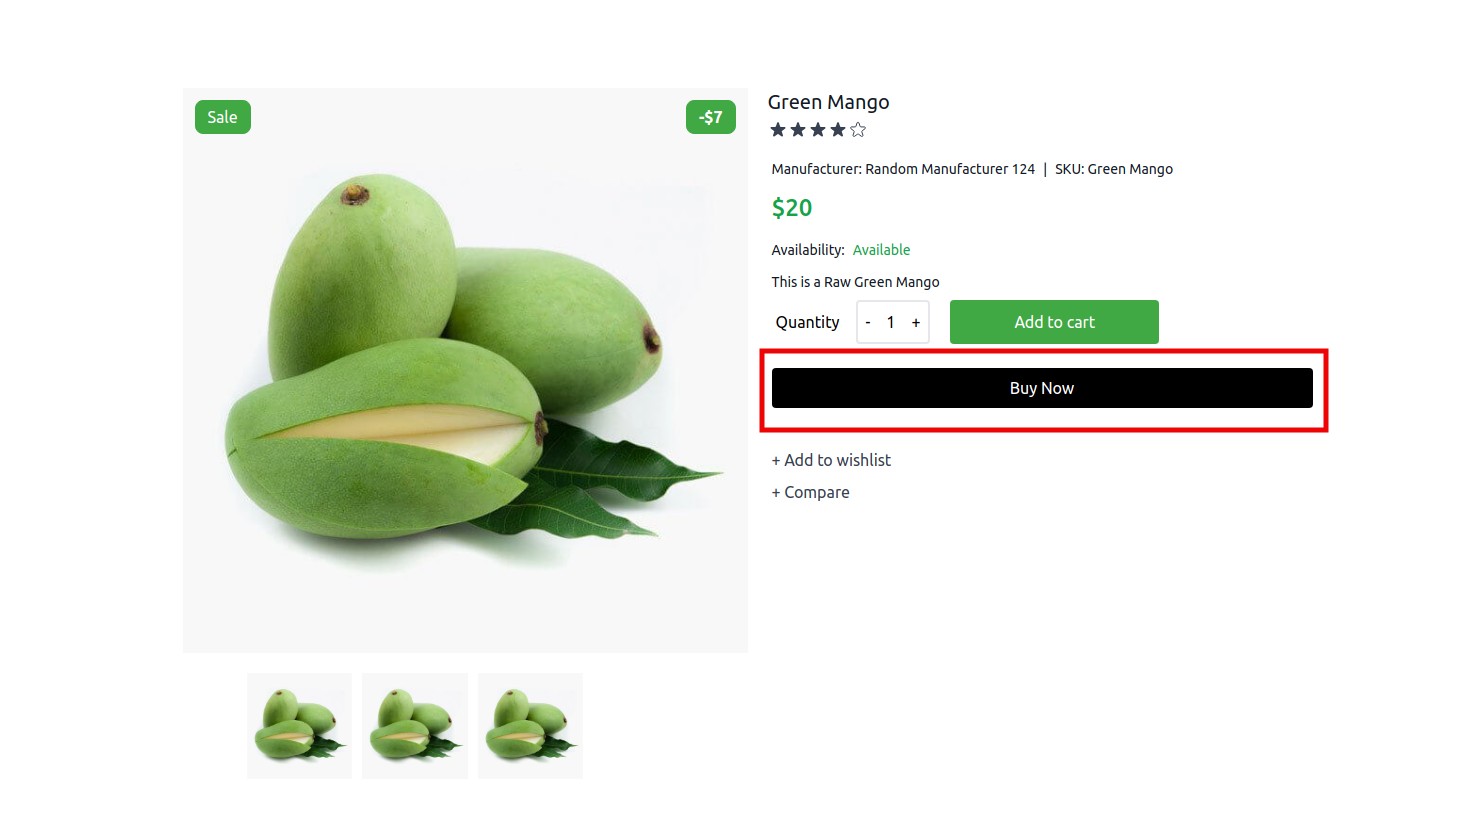 Sale
-$7
Green Mango
Manufacturer: Random Manufacturer 124 | SKU: Green Mango
$20
Availability: Available
This is a Raw Green Mango
Quantity - 1 + Add to cart
Buy Now
+ Add to wishlist
+ Compare